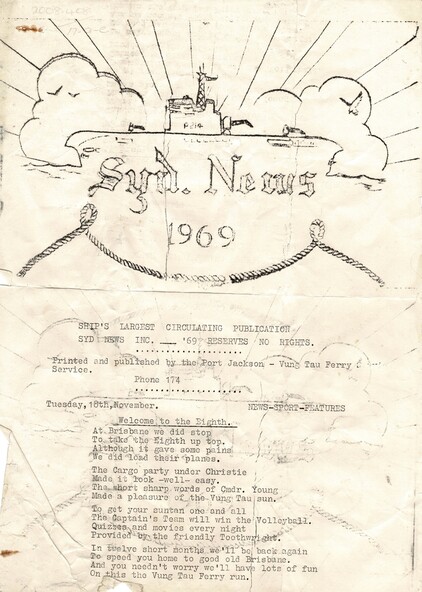 P214
Syd. News
1969
SHIP'S LARGEST CIRCULATING PUBLICATION
SYD NEWS INC. ___ '69 RESERVES NO RIGHTS.
Printed and published by the Port Jackson - Vung Tau Ferry
Service.
Phone 174
Tuesday,18th,November. NEWS-SPORT-FEATURES
Welcome to the Eighth.
At Brisbane we did stop
To take the Eighth up top.
Although it gave some pains
We did load their planes.
The Cargo party under Christie
Made it look -well- easy.
The short sharp words of Cmdr. Young
Made a pleasure of the Vung Tau sun.
To get your suntan one and all
The Captain's Team will win the Volleyball.
Quizzes and movies every night
Provided by the friendly Toothwright.
In twelve short months we'll be back again
To speed you home to good old Brisbane.
And you needn't worry we'll have lots of fun
On this the Vung Tau Ferry run.